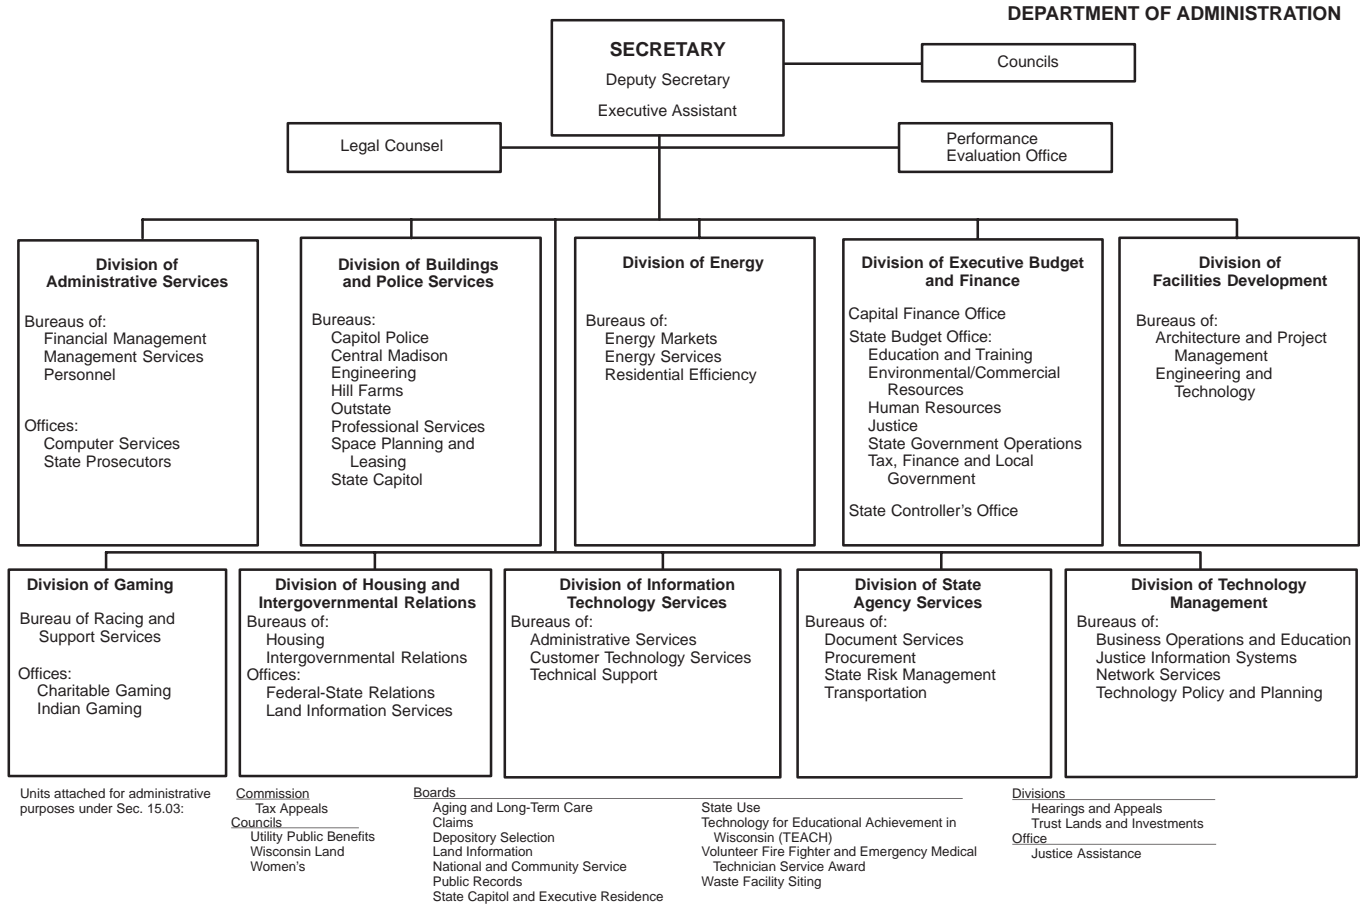 DEPARTMENT OF ADMINISTRATION
SECRETARY
Deputy Secretary
Executive Assistant
Councils
Legal Counsel
Performance
Evaluation Office
Division of
Administrative Services
Bureaus of:
Financial Management
Management Services
Personnel
Offices:
Computer Services
State Prosecutors
Division of Buildings
and Police Services
Bureaus:
Capitol Police
Central Madison
Engineering
Hill Farms
Outstate
Professional Services
Space Planning and
Leasing
State Capitol
Division of Energy
Bureaus of:
Energy Markets
Energy Services
Residential Efficiency
Division of Executive Budget
and Finance
Capital Finance Office
State Budget Office:
Education and Training
Environmental/Commercial
Resources
Human Resources
Justice
State Government Operations
Tax, Finance and Local
Government
State Controller's Office
Division of
Facilities Development
Bureaus of:
Architecture and Project
Management
Engineering and
Technology
Division of Gaming
Bureau of Racing and
Support Services
Offices:
Charitable Gaming
Indian Gaming
Division of Housing and
Intergovernmental Relations
Bureaus of:
Housing
Intergovernmental Relations
Offices:
Federal-State Relations
Land Information Services
Division of Information
Technology Services
Bureaus of:
Administrative Services
Customer Technology Services
Technical Support
Division of State
Agency Services
Bureaus of:
Document Services
Procurement
State Risk Management
Transportation
Division of Technology
Management
Bureaus of:
Business Operations and Education
Justice Information Systems
Network Services
Technology Policy and Planning
Units attached for administrative
purposes under Sec. 15.03:
Commission
Tax Appeals
Councils
Utility Public Benefits
Wisconsin Land
Women's
Boards
Aging and Long-Term Care
Claims
Depository Selection
Land Information
National and Community Service
Public Records
State Capitol and Executive Residence
State Use
Technology for Educational Achievement in
Wisconsin (TEACH)
Volunteer Fire Fighter and Emergency Medical
Technician Service Award
Waste Facility Siting
Divisions
Hearings and Appeals
Trust Lands and Investments
Office
Justice Assistance